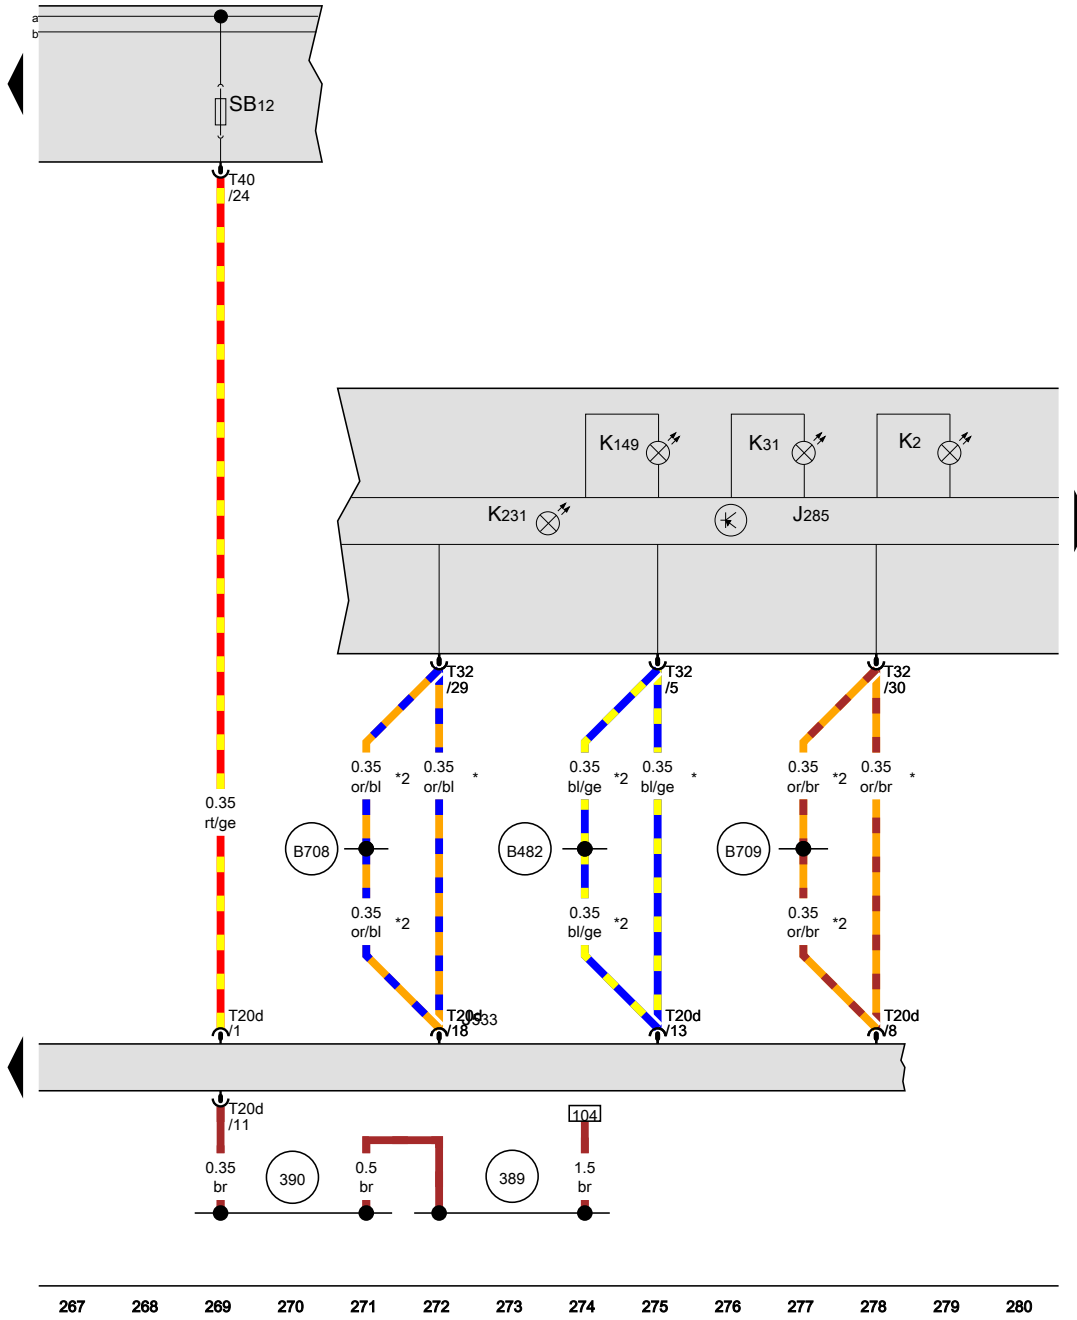 a
b
SB12
T40
/24
K149
K31
K2
K231
J285
T32
/29
T32
/5
T32
/30
0.35
or/bl
*2
0.35
or/bl
*
0.35
bl/ge
*2
0.35
bl/ge
*
0.35
or/br
*2
0.35
or/br
*
0.35
rt/ge
B708
B482
B709
0.35
or/bl
*2
0.35
bl/ge
*2
0.35
or/br
*2
T20d
/1
T20d
/18
J533
T20d
/13
T20d
/8
T20d
/11
104
0.35
br
390
0.5
br
389
1.5
br
267 268 269 270 271 272 273 274 275 276 277 278 279 280